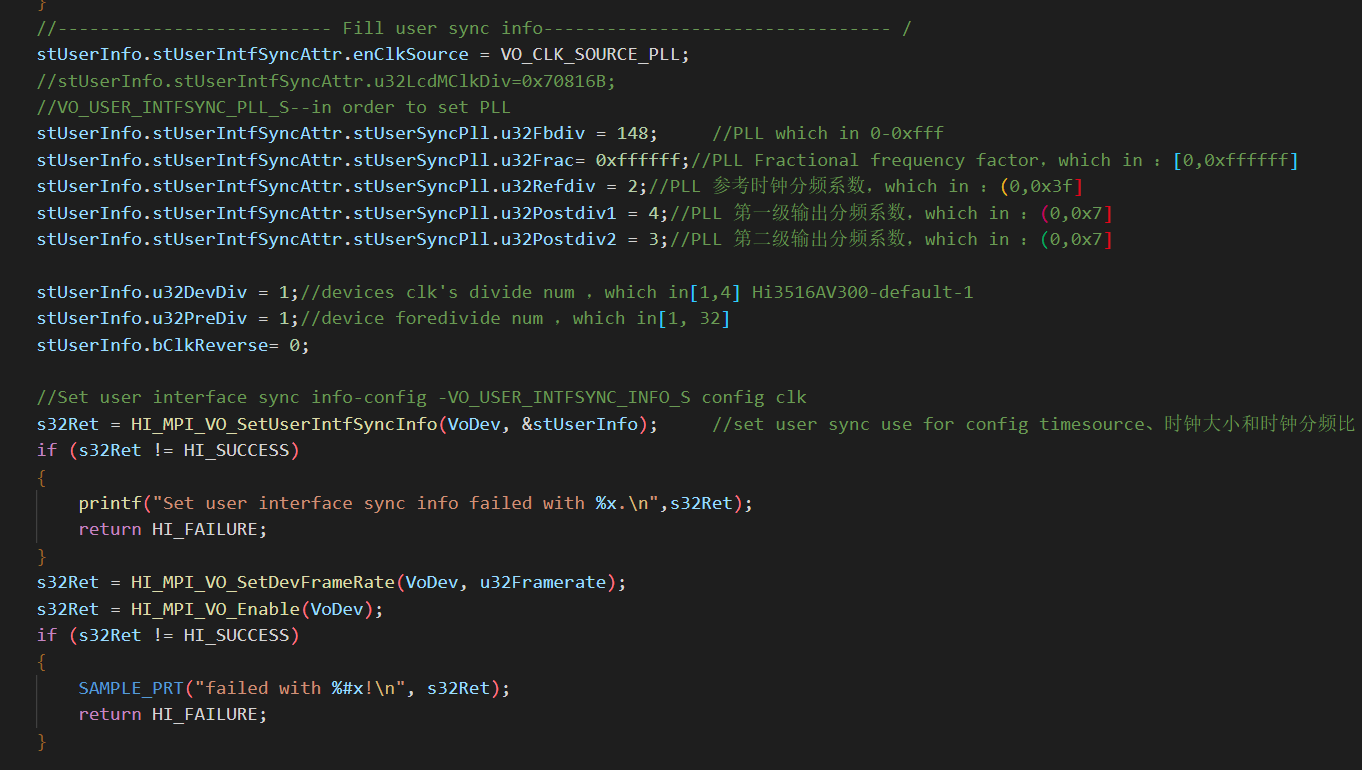 }
//-------------------------- Fill user sync info--------------------------------- /
stUserInfo.stUserIntfSyncAttr.enClkSource = VO_CLK_SOURCE_PLL;
//stUserInfo.stUserIntfSyncAttr.u32LcdMClkDiv=0x70816B;
//VO_USER_INTFSYNC_PLL_S--in order to set PLL
stUserInfo.stUserIntfSyncAttr.stUserSyncPll.u32Fbdiv = 148;     //PLL which in 0-0xfff
stUserInfo.stUserIntfSyncAttr.stUserSyncPll.u32Frac= 0xffffff;//PLL Fractional frequency factor，which in ：[0,0xffffff]
stUserInfo.stUserIntfSyncAttr.stUserSyncPll.u32Refdiv = 2;//PLL 参考时钟分频系数，which in ：(0,0x3f]
stUserInfo.stUserIntfSyncAttr.stUserSyncPll.u32Postdiv1 = 4;//PLL 第一级输出分频系数，which in ：(0,0x7]
stUserInfo.stUserIntfSyncAttr.stUserSyncPll.u32Postdiv2 = 3;//PLL 第二级输出分频系数，which in ：(0,0x7]
stUserInfo.u32DevDiv = 1;//devices clk's divide num ，which in[1,4] Hi3516AV300-default-1
stUserInfo.u32PreDiv = 1;//device foredivide num ，which in[1, 32]
stUserInfo.bClkReverse= 0;
//Set user interface sync info-config -VO_USER_INTFSYNC_INFO_S config clk
s32Ret = HI_MPI_VO_SetUserIntfSyncInfo(VoDev, &stUserInfo);     //set user sync use for config timesource、时钟大小和时钟分频比
if (s32Ret != HI_SUCCESS)
{
    printf("Set user interface sync info failed with %x.\n",s32Ret);
    return HI_FAILURE;
}
s32Ret = HI_MPI_VO_SetDevFrameRate(VoDev, u32Framerate);
s32Ret = HI_MPI_VO_Enable(VoDev);
if (s32Ret != HI_SUCCESS)
{
    SAMPLE_PRT("failed with %#x!\n", s32Ret);
    return HI_FAILURE;
}